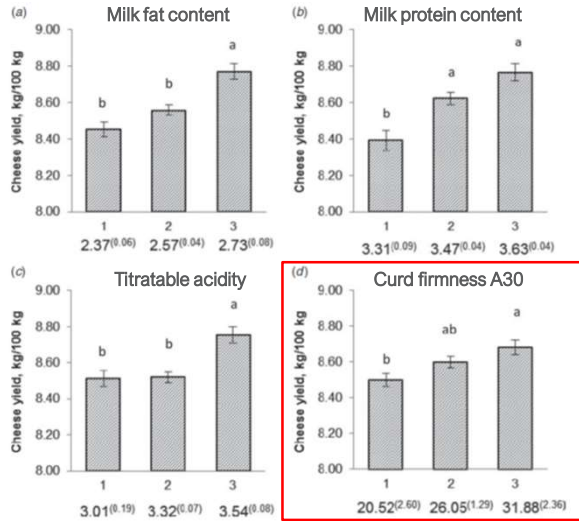 (a) Milk fat content
Cheese yield, kg/100 kg
9.00
8.80
8.60
8.40
8.20
8.00
b
b
a
1 2 3
2.37(0.06) 2.57(0.04) 2.73(0.08)
(b) Milk protein content
Cheese yield, kg/100 kg
9.00
8.80
8.60
8.40
8.20
8.00
b
a
a
1 2 3
3.31(0.09) 3.47(0.04) 3.63(0.04)
(c) Titratable acidity
Cheese yield, kg/100 kg
9.00
8.80
8.60
8.40
8.20
8.00
b
b
a
1 2 3
3.01(0.19) 3.32(0.07) 3.54(0.08)
(d) Curd firmness A30
Cheese yield, kg/100 kg
9.00
8.80
8.60
8.40
8.20
8.00
b
ab
a
1 2 3
20.52(2.60) 26.05(1.29) 31.88(2.36)